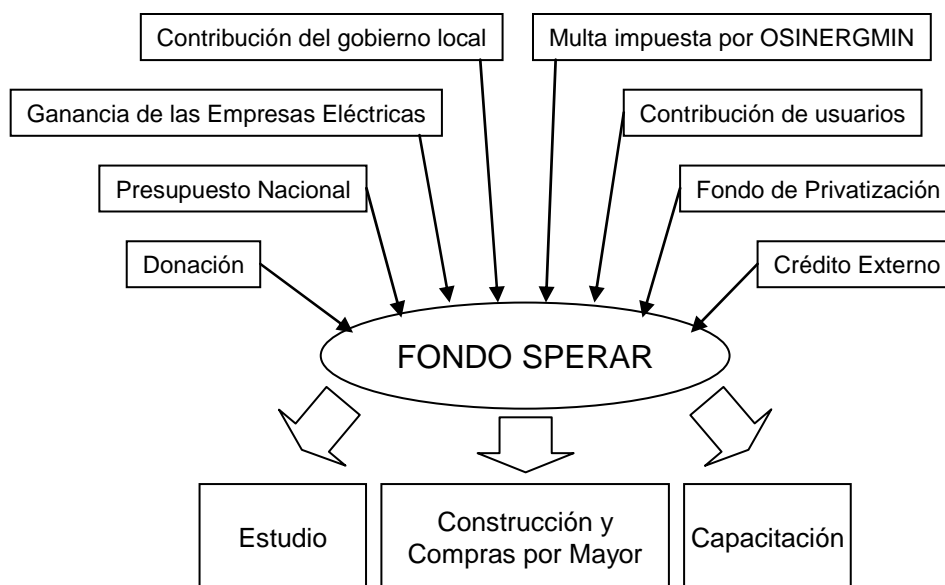 Contribución del gobierno local
Multa impuesta por OSINERGMIN
Ganancia de las Empresas Eléctricas
Contribución de usuarios
Presupuesto Nacional
Fondo de Privatización
Donación
Crédito Externo
FONDO SPERAR
Estudio
Construcción y
Compras por Mayor
Capacitación